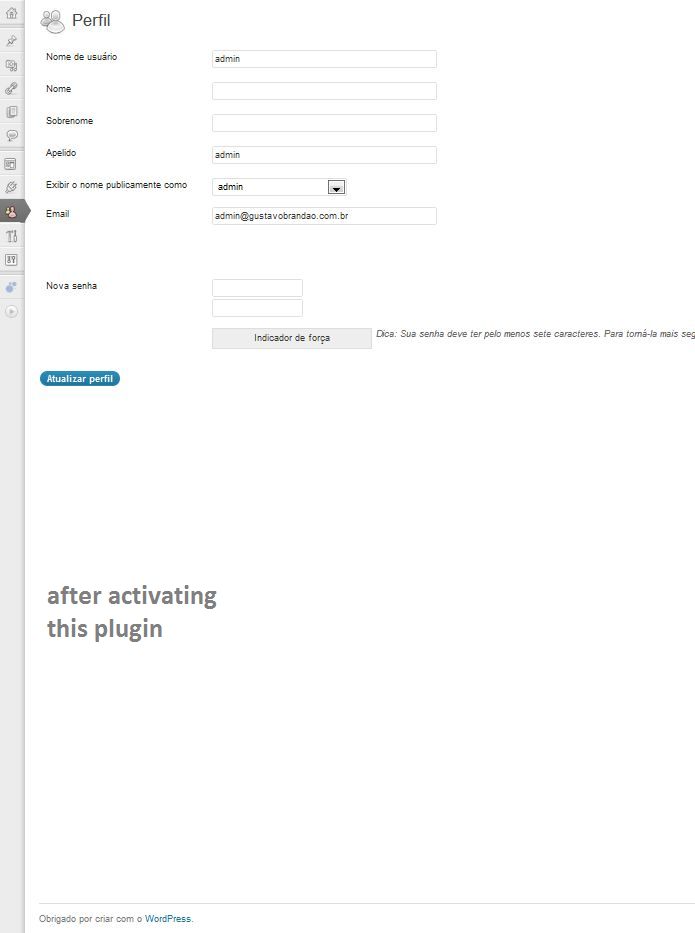 Perfil
Nome de usuário
admin
Nome
Sobrenome
Apelido
admin
Exibir o nome publicamente como
admin
Email
admin@gustavobrandao.com.br
Nova senha
Indicador de força
Dica: Sua senha deve ter pelo menos sete caracteres. Para torná-la mais seg
Atualizar perfil
after activating
this plugin
Obrigado por criar com o WordPress.